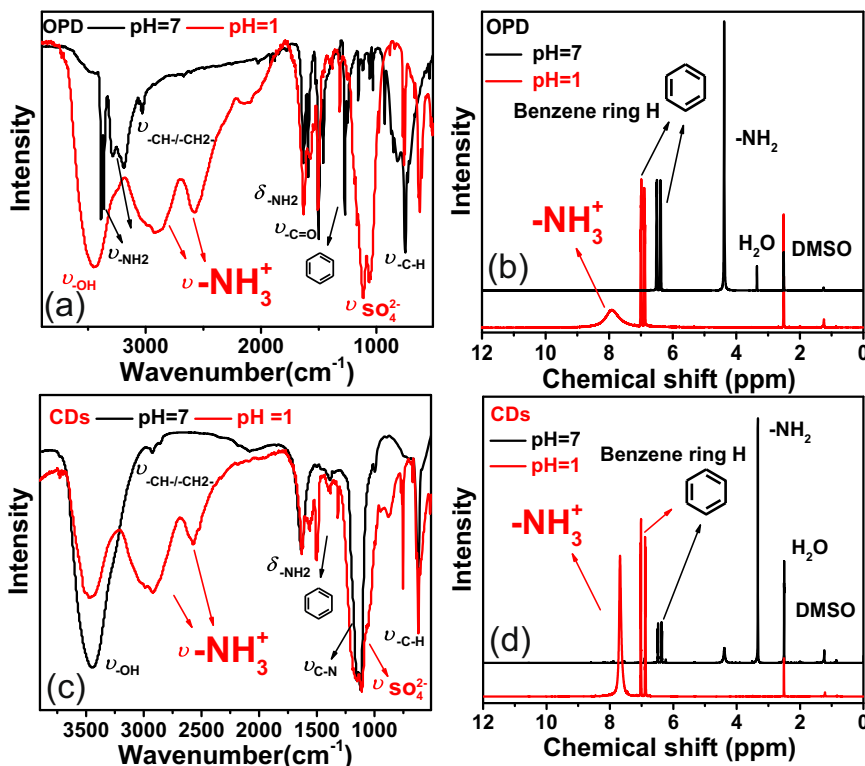 OPD pH=7 pH=1
Intensity
υ-CH-/-CH2-
υ-NH2
υ-OH
υ-NH3+
δ-NH2
υ-C=O
υ SO4 2-
υ-C-H
(a)
3000 2000 1000
Wavenumber(cm-1)
OPD
pH=7
pH=1
Intensity
Benzene ring H
-NH2
-NH3+
H2O
DMSO
(b)
12 10 8 6 4 2 0
Chemical shift (ppm)
CDs pH=7 pH =1
Intensity
υ-CH-/-CH2-
δ-NH2
υ-OH
υ-NH3+
υC-N
υ-C-H
υ SO4 2-
(c)
3500 3000 2500 2000 1500 1000
Wavenumber(cm-1)
CDs
pH=7
pH=1
Intensity
-NH2
Benzene ring H
-NH3+
H2O
DMSO
(d)
12 10 8 6 4 2 0
Chemical shift (ppm)